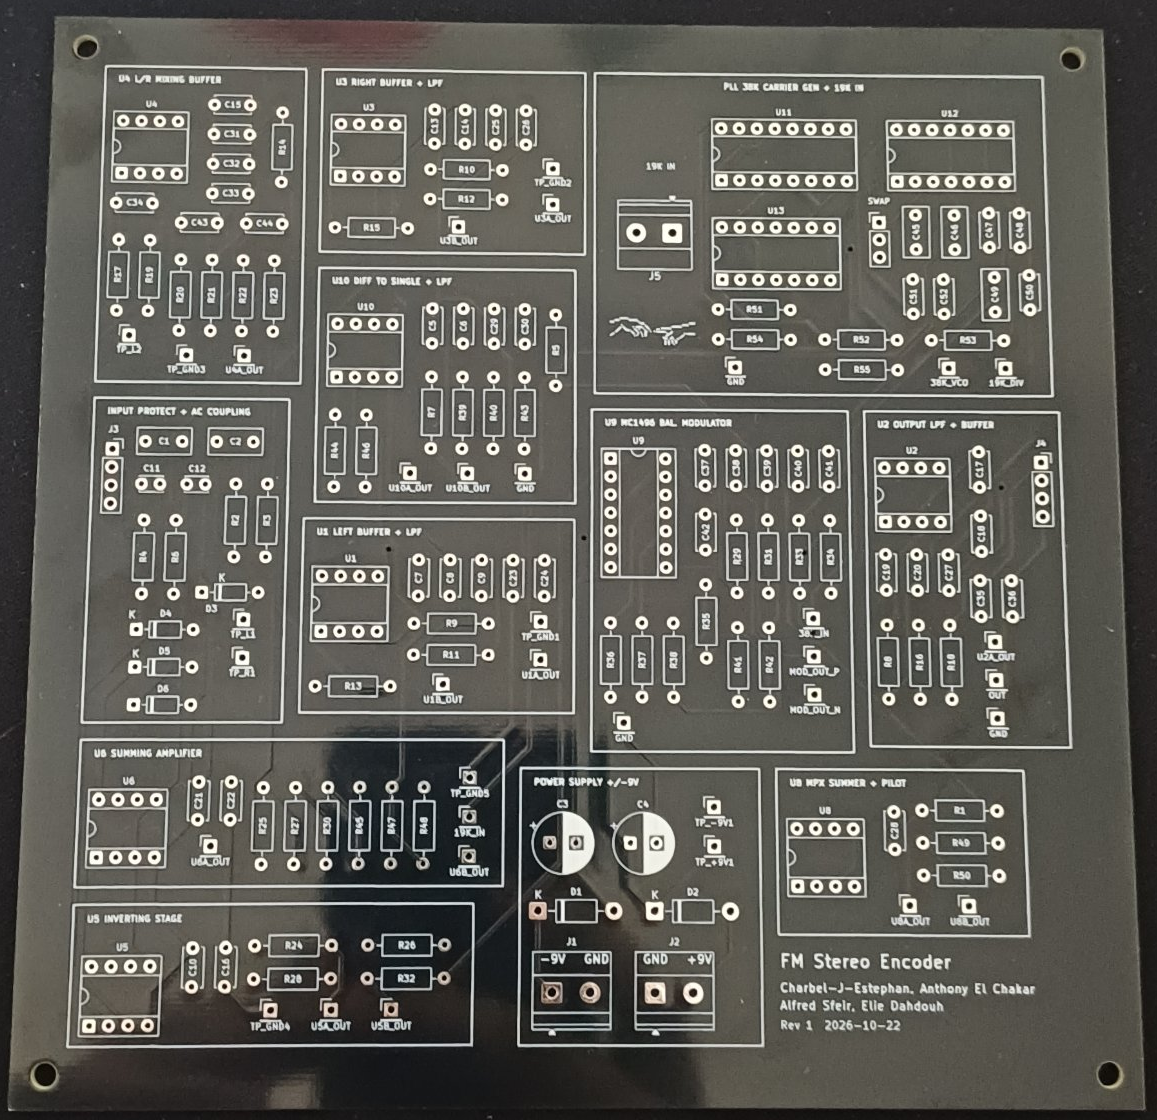 U4 L/R MIXING BUFFER
U4
C15
C31
C32
C33
R14
C34
C43
C44
R17
R19
R20
R21
R22
R23
TP_L2
TP_GND3
U4A_OUT
U3 RIGHT BUFFER + LPF
U3
C13
C14
C25
C26
R10
R12
TP_GND2
U3A_OUT
R15
U3B_OUT
PLL 38K CARRIER GEN + 19K IN
U11
U12
19K IN
J5
U13
SWAP
C45
C46
C47
C48
C51
C52
C49
C50
R51
R54
R52
R53
R55
GND
38K_VCO
19K_DIV
U10 DIFF TO SINGLE + LPF
U10
C5
C6
C29
C30
R5
R7
R39
R40
R43
R44
R46
U10A_OUT
U10B_OUT
GND
INPUT PROTECT + AC COUPLING
J3
C1
C2
C11
C12
R2
R3
R4
R6
K
D3
K
D4
TP_L1
K
D5
TP_R1
D6
U9 MC1496 BAL. MODULATOR
U9
C37
C38
C39
C40
C41
C42
R29
R31
R33
R34
R35
R36
R37
R38
R41
R42
38K_IN
MOD_OUT_P
MOD_OUT_N
GND
U2 OUTPUT LPF + BUFFER
U2
C17
J4
C18
C19
C20
C27
C35
C36
R8
R16
R18
U2A_OUT
OUT
GND
U1 LEFT BUFFER + LPF
U1
C7
C8
C9
C23
C24
R9
R11
TP_GND1
U1A_OUT
R13
U1B_OUT
U6 SUMMING AMPLIFIER
U6
C21
C22
R25
R27
R30
R45
R47
R48
TP_GND5
19K_IN
U6A_OUT
U6B_OUT
POWER SUPPLY +/-9V
C3
C4
+
+
TP_-9V1
TP_+9V1
K
D1
K
D2
J1
J2
-9V GND
GND +9V
U8 MPX SUMMER + PILOT
U8
C28
R1
R49
R50
U8A_OUT
U8B_OUT
U5 INVERTING STAGE
U5
C10
C16
R24
R26
R28
R32
TP_GND4
U5A_OUT
U5B_OUT
FM Stereo Encoder
Charbel-J-Estephan, Anthony El Chakar
Alfred Sfeir, Elie Dahdouh
Rev 1 2026-10-22